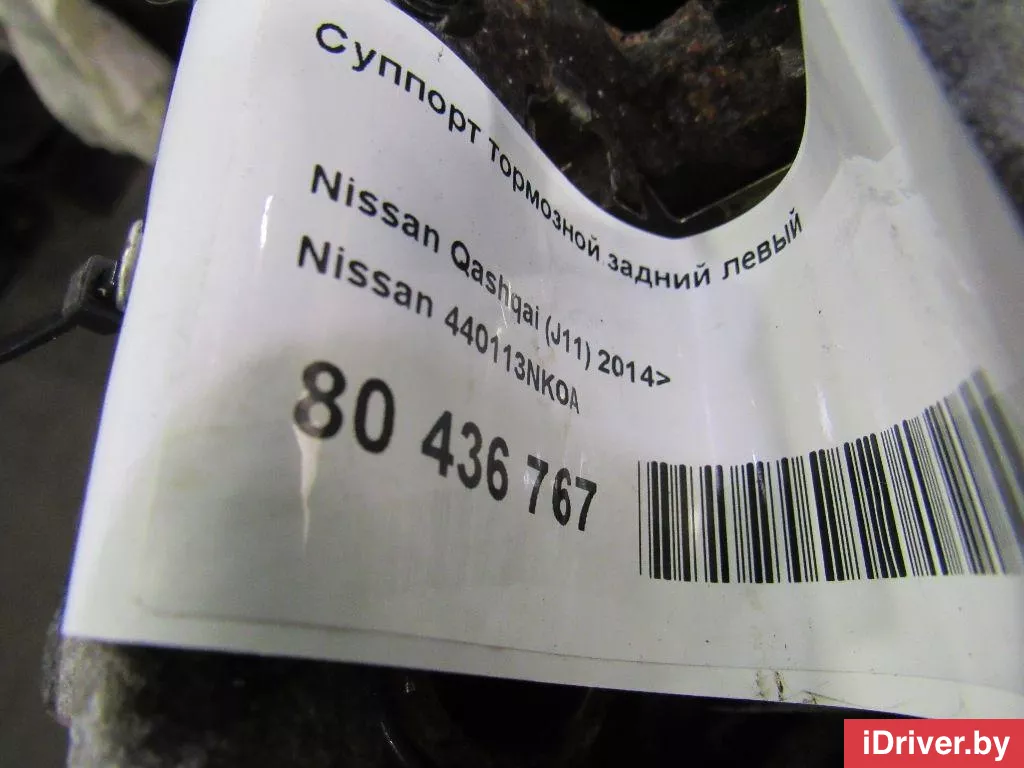 Суппорт тормозной задний левый
Nissan Qashqai (J11) 2014>
Nissan 440113NK0A
80 436 767
iDriver.by